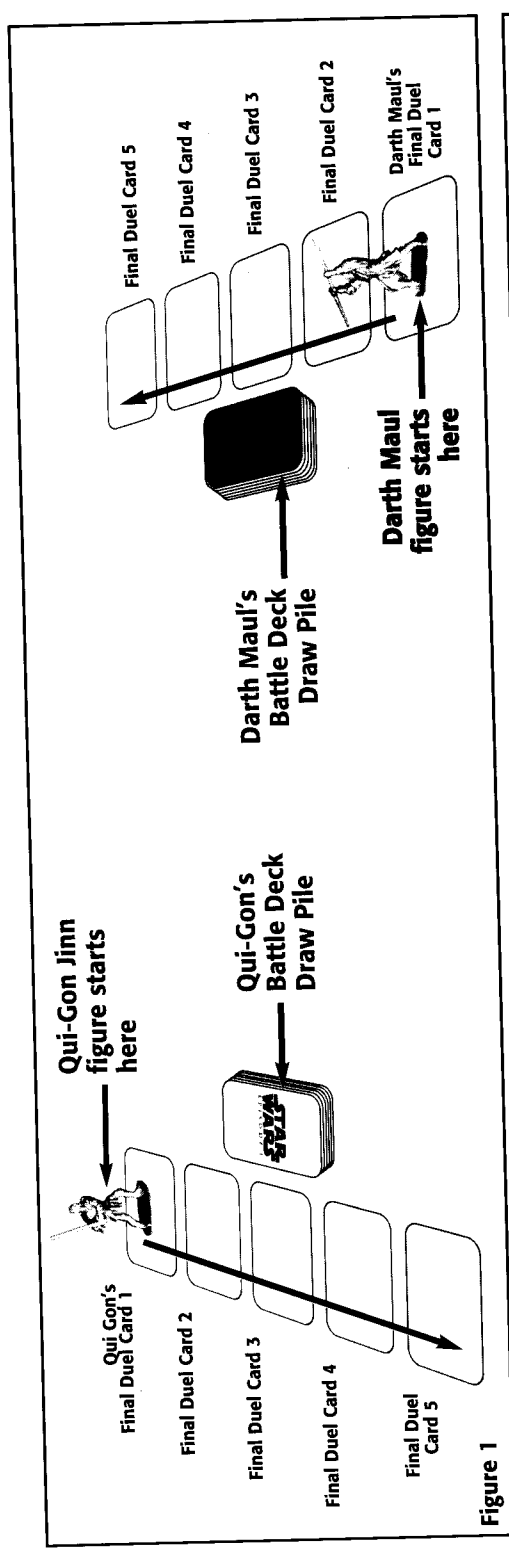 Qui-Gon Jinn
figure starts
here
Qui Gon's
Final Duel Card 1
Final Duel Card 2
Final Duel Card 3
Final Duel Card 4
Final Duel
Card 5
STAR
WARS
Qui-Gon's
Battle Deck
Draw Pile
Darth Maul's
Battle Deck
Draw Pile
Darth Maul
figure starts
here
Final Duel Card 5
Final Duel Card 4
Final Duel Card 3
Final Duel Card 2
Darth Maul's
Final Duel
Card 1
Figure 1